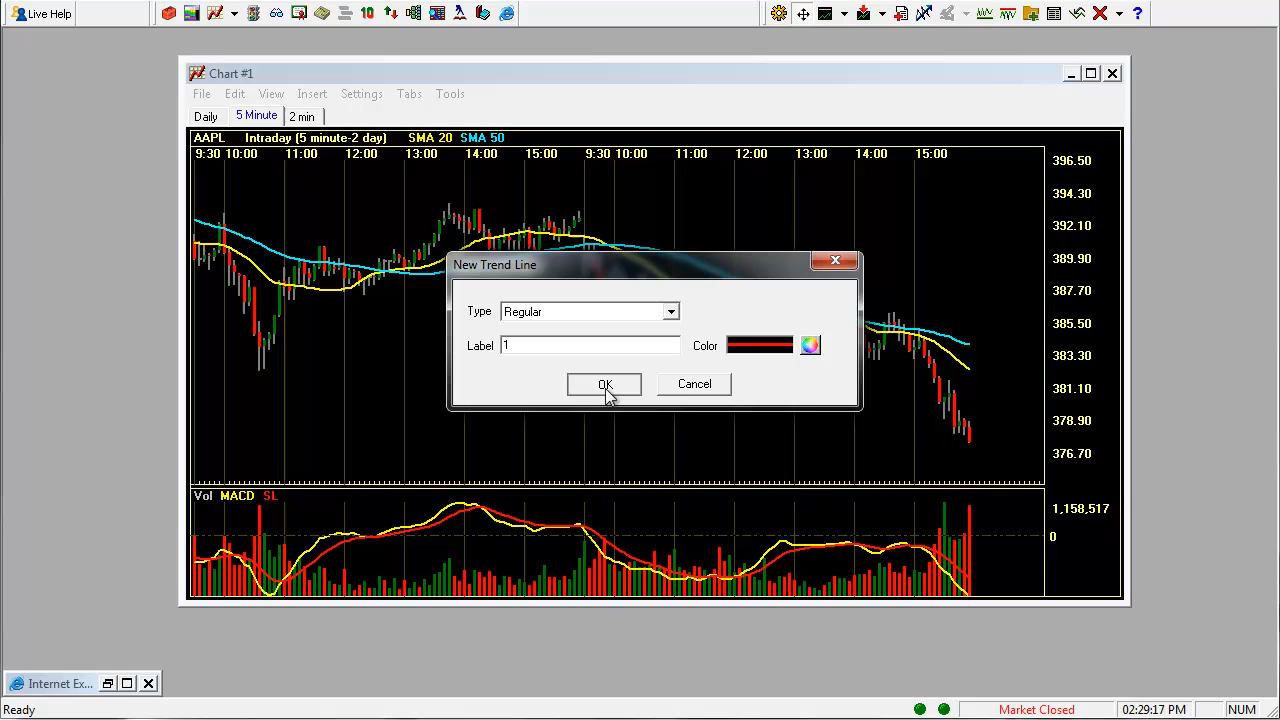 Live Help
10
?
Chart #1
File Edit View Insert Settings Tabs Tools
Daily 5 Minute 2 min
AAPL Intraday (5 minute-2 day) SMA 20 SMA 50
9:30 10:00 11:00 12:00 13:00 14:00 15:00 9:30 10:00 11:00 12:00 13:00 14:00 15:00
396.50
394.30
392.10
389.90
387.70
385.50
383.30
381.10
378.90
376.70
New Trend Line
Type Regular
Label 1 Color
OK Cancel
Vol MACD SL
1,158,517
0
Internet Ex...
Ready Market Closed 02:29:17 PM NUM